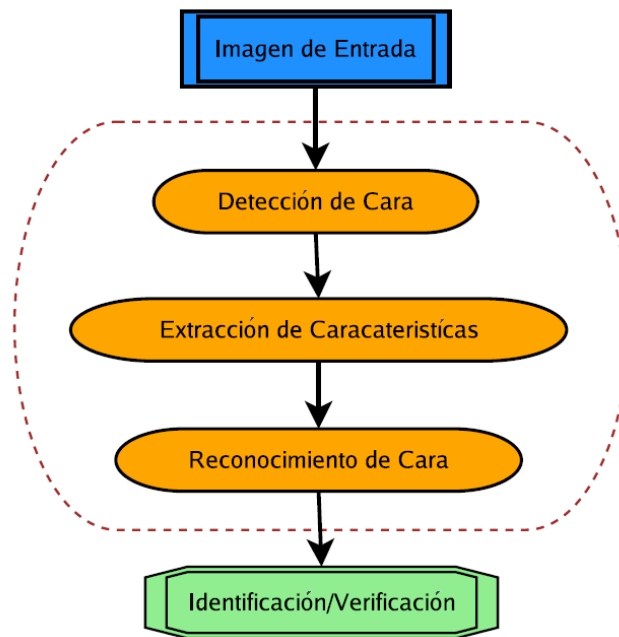 Imagen de Entrada
Detección de Cara
Extracción de Caracateristícas
Reconocimiento de Cara
Identificación/Verificación